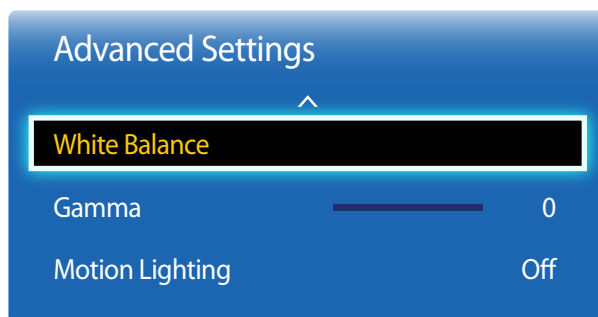 Advanced Settings
White Balance
Gamma 0
Motion Lighting Off